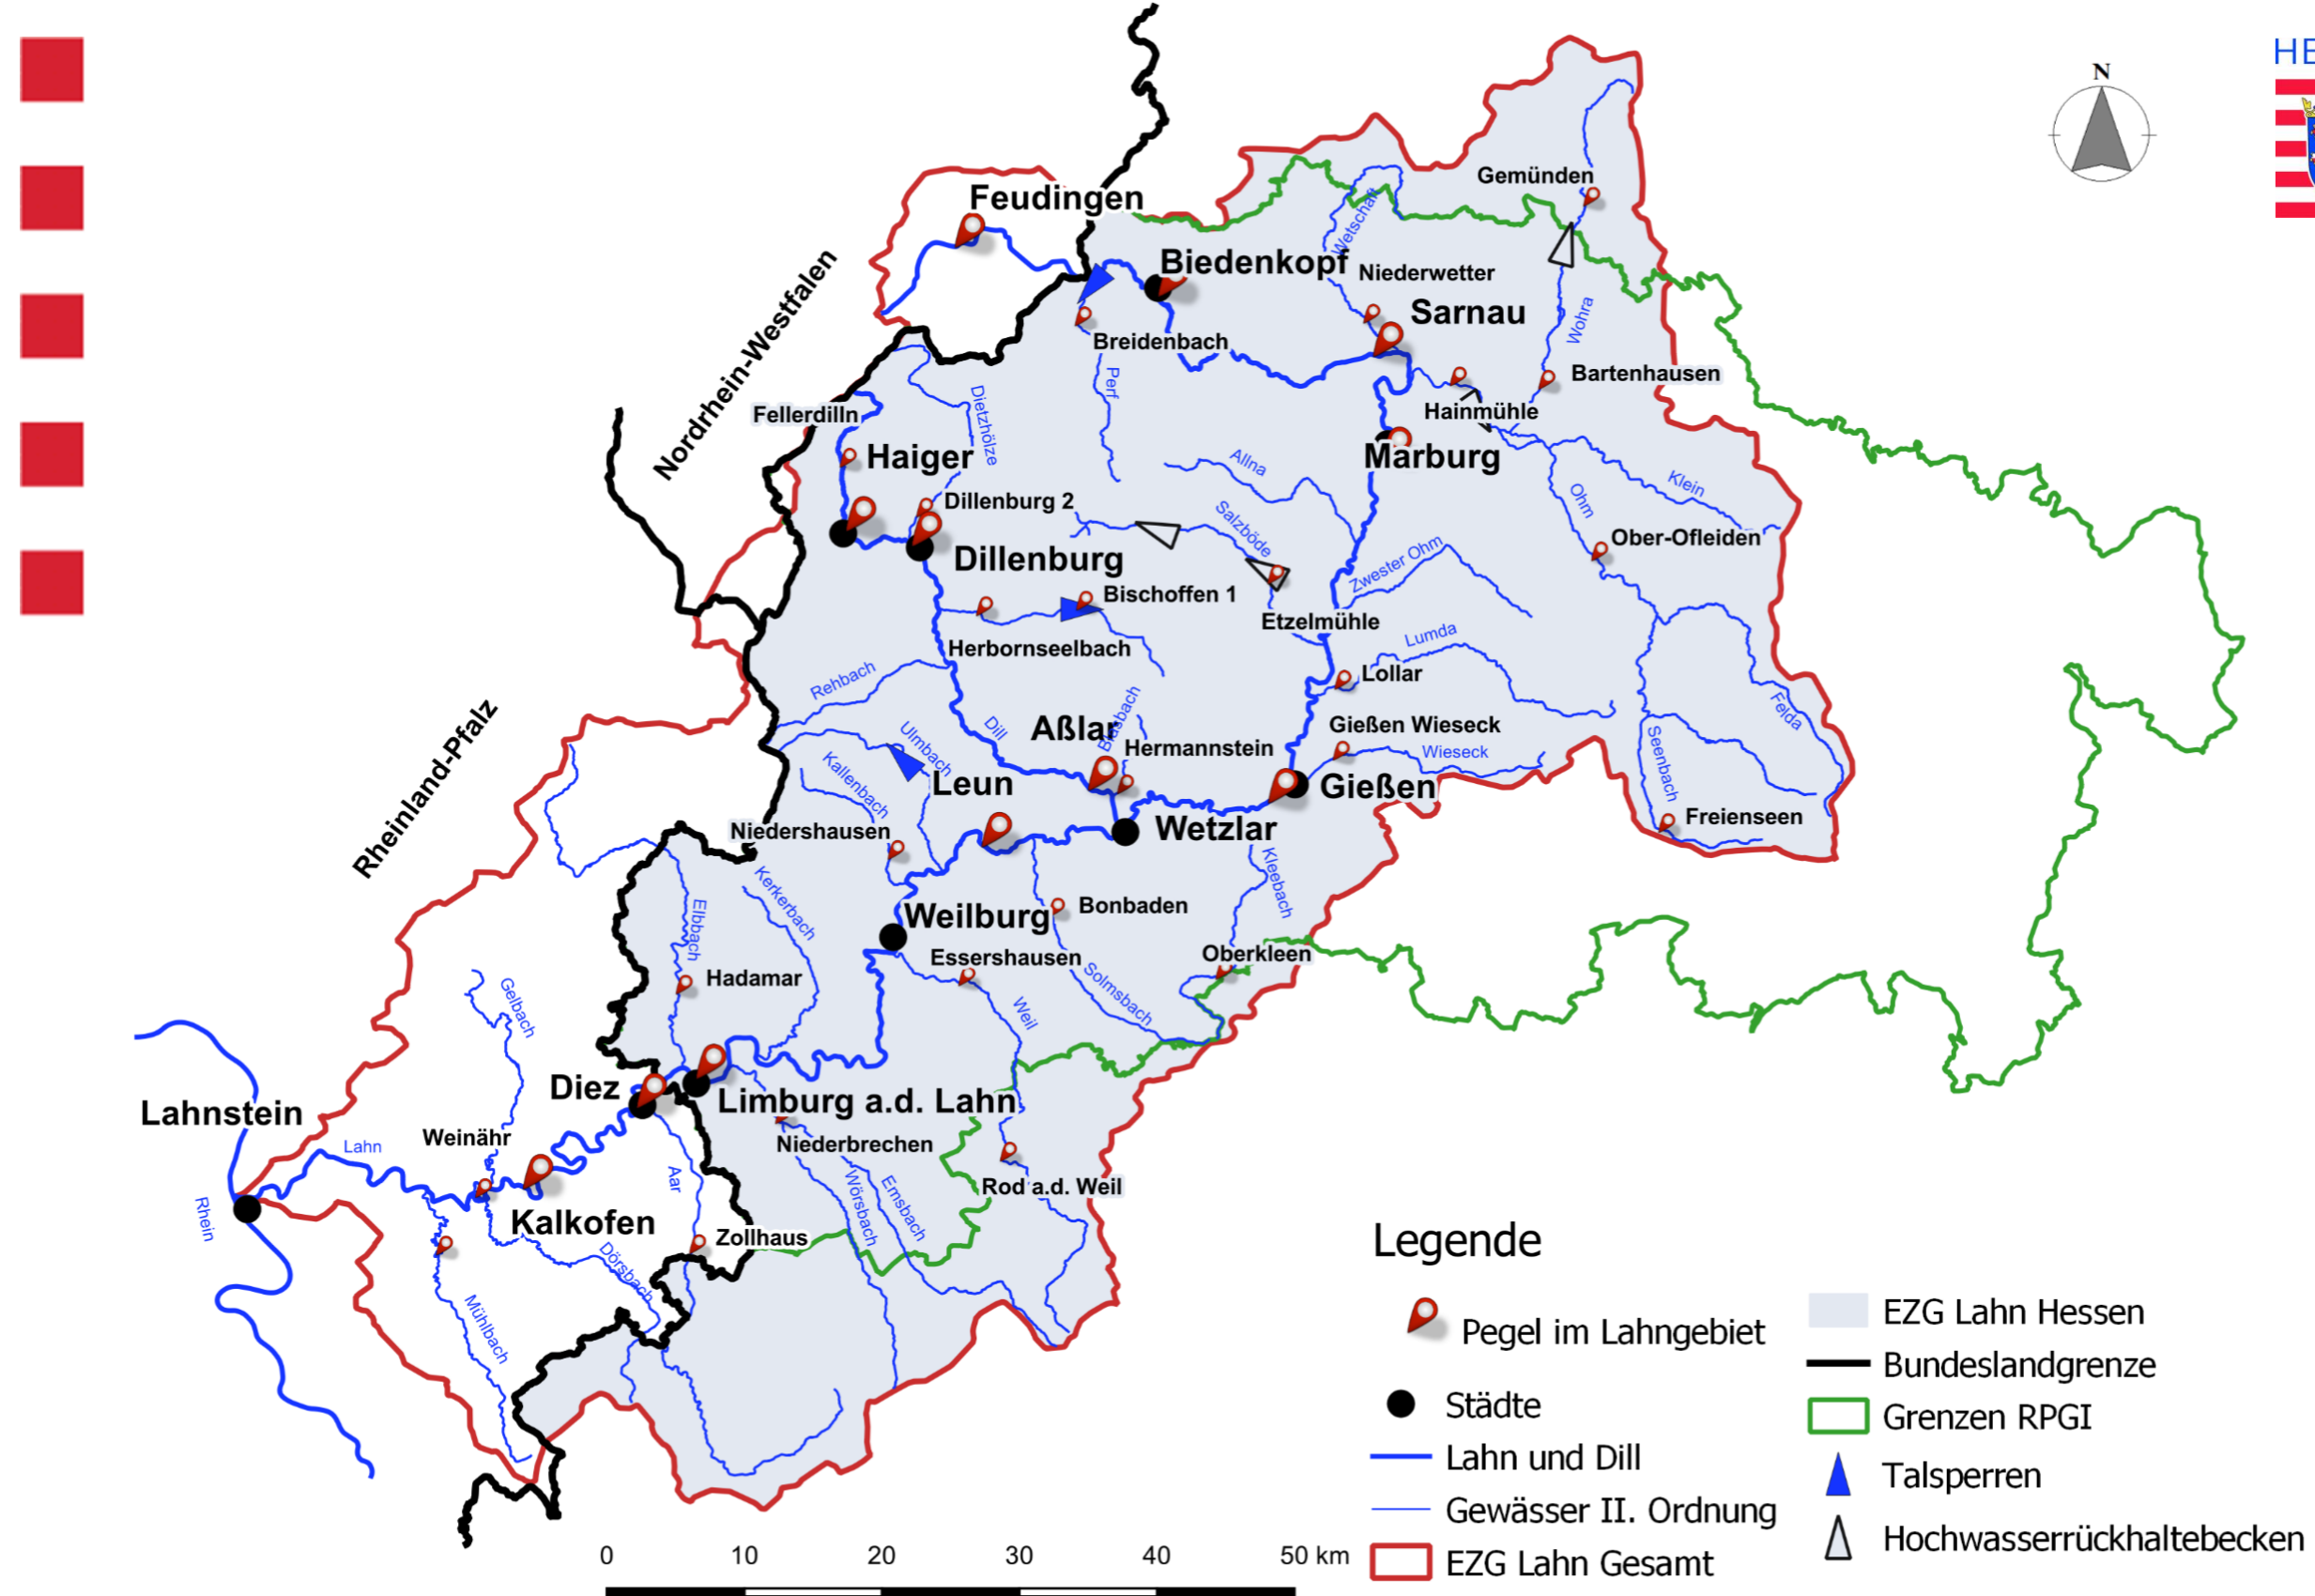 HE
N
Gemünden
Feudingen
Wetschaft
Biedenkopf
Niederwetter
Sarnau
Wohra
Nordrhein-Westfalen
Breidenbach
Perf
Bartenhausen
Fellerdilln
Dietzhölze
Hainmühle
Haiger
Marburg
Allna
Klein
Ohm
Dillenburg 2
Salzböde
Dillenburg
Zwester Ohm
Ober-Ofleiden
Bischoffen 1
Etzelmühle
Herbornseelbach
Lumda
Rehbach
Lollar
Felda
Rheinland-Pfalz
Dill
Aßlar
Gießen Wieseck
Wieseck
Ulmbach
Hermannstein
Seenbach
Kallenbach
Leun
Gießen
Niedershausen
Wetzlar
Freienseen
Kerkerbach
Kleebach
Elbbach
Weilburg
Bonbaden
Essershausen
Oberkleen
Hadamar
Solmsbach
Gelbach
Weil
Diez
Limburg a.d. Lahn
Lahnstein
Weinähr
Niederbrechen
Lahn
Aar
Rod a.d. Weil
Rhein
Wörsbach
Emsbach
Kalkofen
Zollhaus
Dörsbach
Mühlbach
Legende
Pegel im Lahngebiet
Städte
Lahn und Dill
Gewässer II. Ordnung
EZG Lahn Gesamt
EZG Lahn Hessen
Bundeslandgrenze
Grenzen RPGI
Talsperren
Hochwasserrückhaltebecken
0 10 20 30 40 50 km